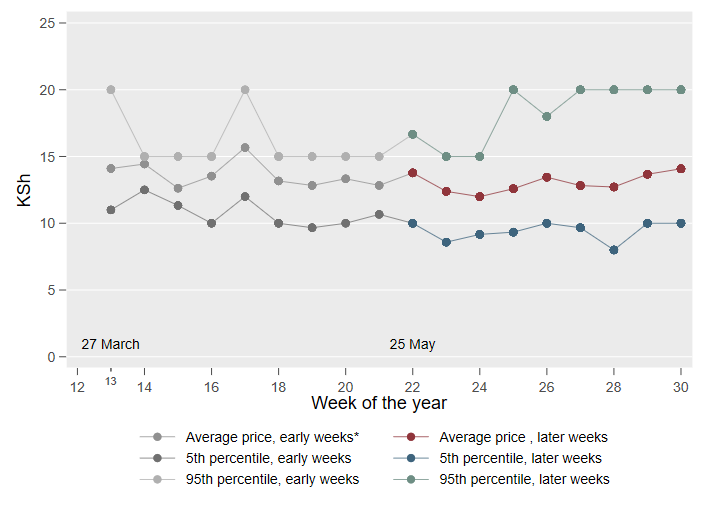 25
20
15
10
5
0
KSh
27 March
25 May
12
13
14
16
18
20
22
24
26
28
30
Week of the year
Average price, early weeks*
Average price , later weeks
5th percentile, early weeks
5th percentile, later weeks
95th percentile, early weeks
95th percentile, later weeks